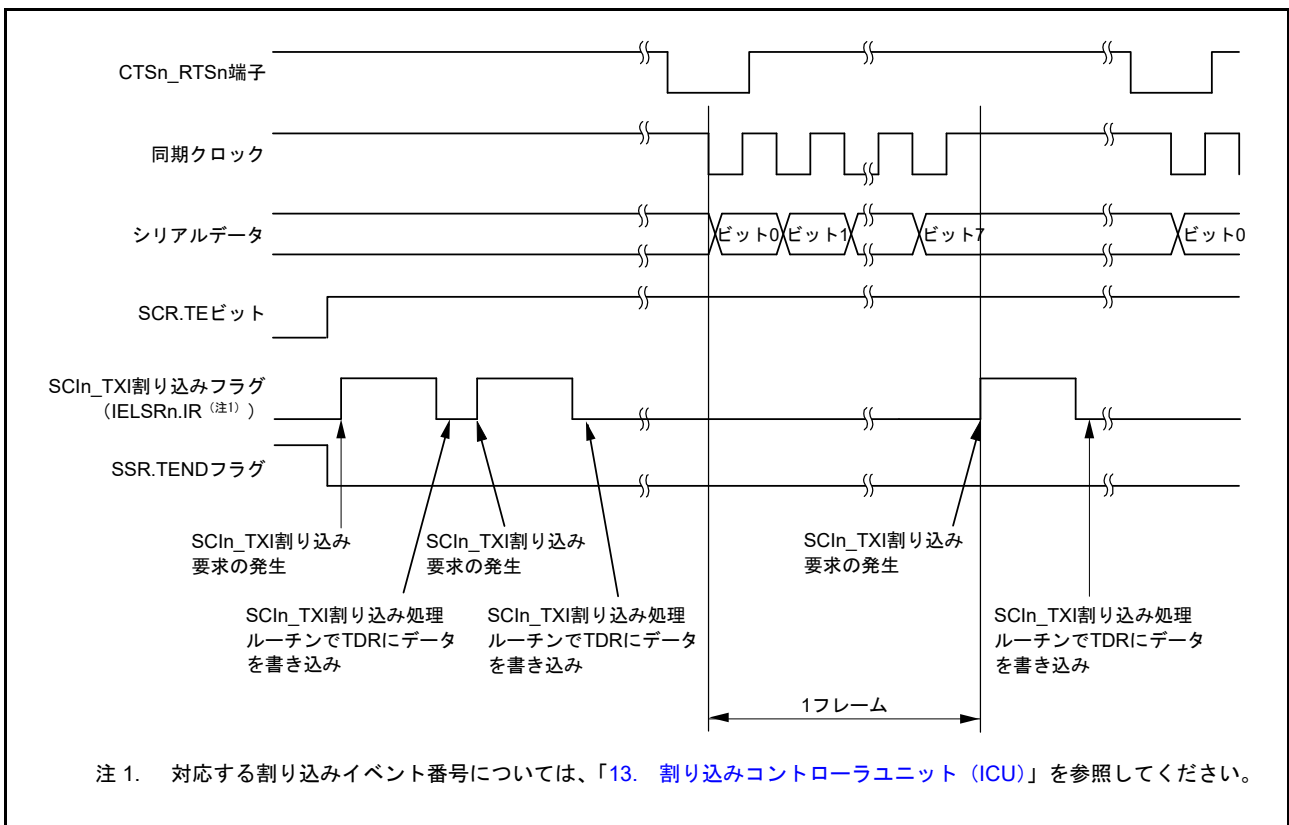 CTSn_RTSn端子
同期クロック
シリアルデータ
ビット0
ビット1
ビット7
ビット0
SCR.TEビット
SCIn_TXI割り込みフラグ
（IELSRn.IR（注1））
SSR.TENDフラグ
SCIn_TXI割り込み
要求の発生
SCIn_TXI割り込み
要求の発生
SCIn_TXI割り込み
要求の発生
SCIn_TXI割り込み処理
ルーチンでTDRにデータ
を書き込み
SCIn_TXI割り込み処理
ルーチンでTDRにデータ
を書き込み
SCIn_TXI割り込み処理
ルーチンでTDRにデータ
を書き込み
1フレーム
注 1. 対応する割り込みイベント番号については、「13. 割り込みコントローラユニット（ICU）」を参照してください。